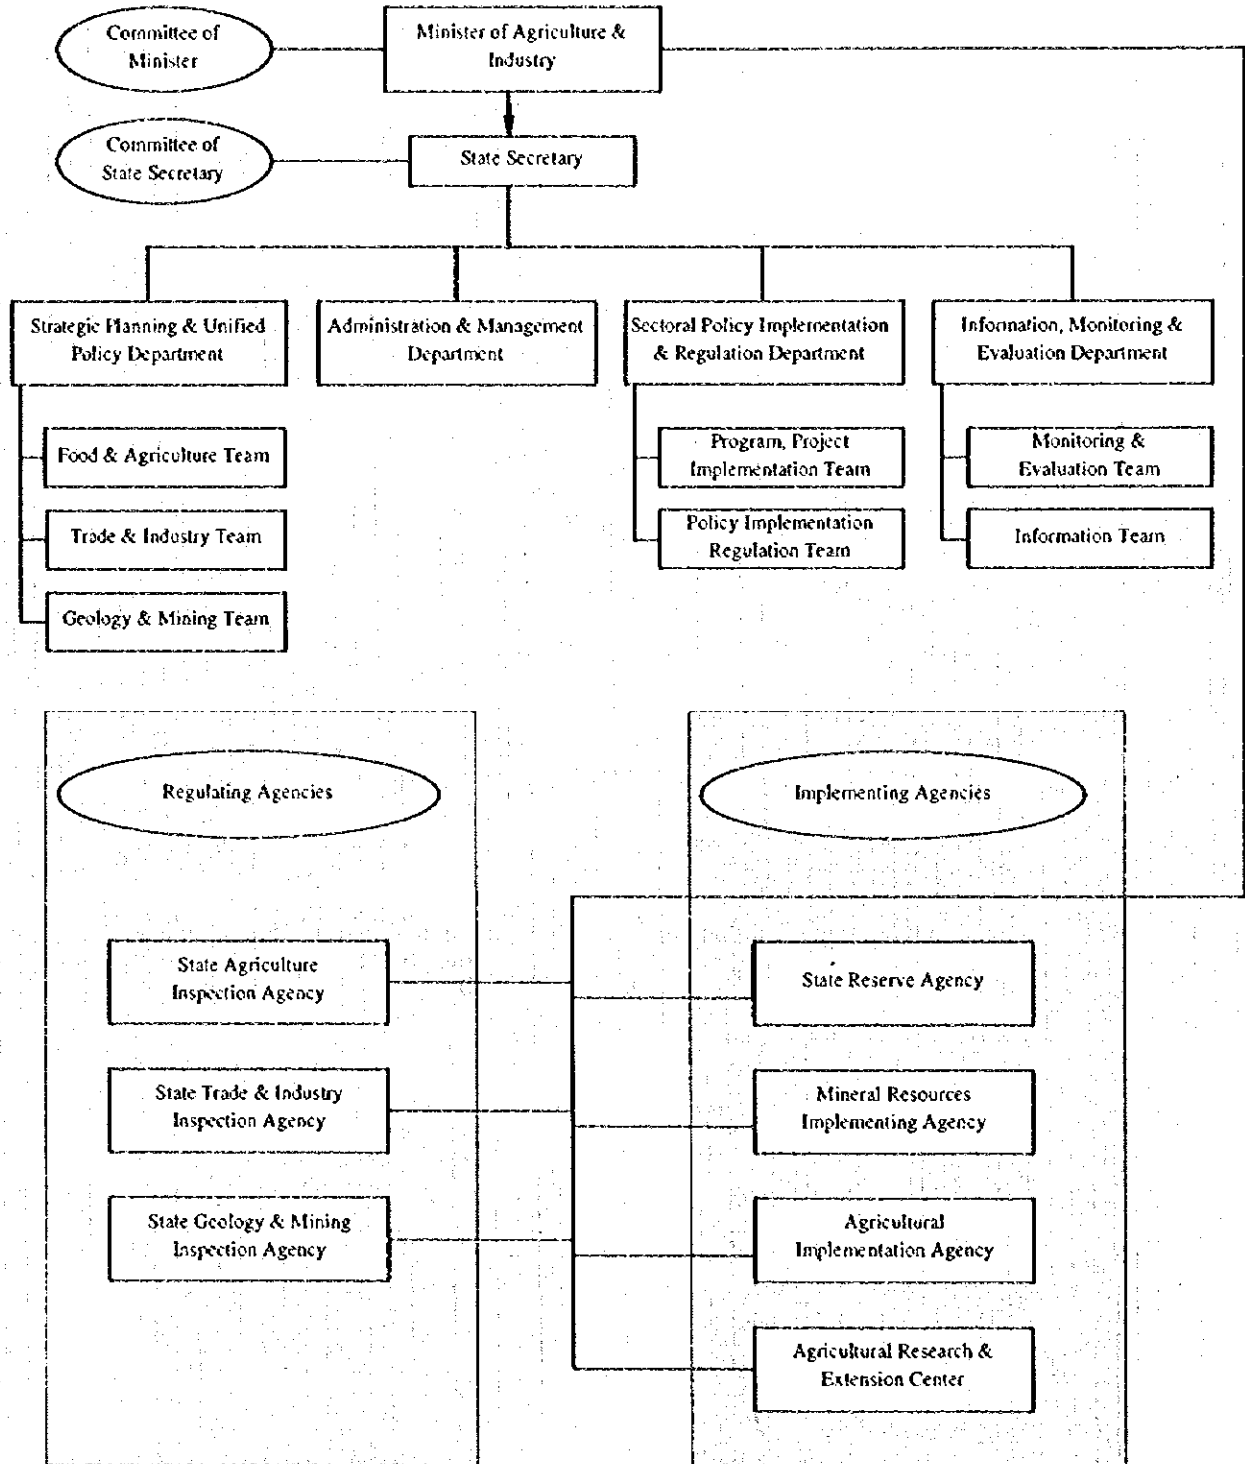 Committee of
Minister
Minister of Agriculture &
Industry
Committee of
State Secretary
State Secretary
Strategic Planning & Unified
Policy Department
Administration & Management
Department
Sectoral Policy Implementation
& Regulation Department
Information, Monitoring &
Evaluation Department
Food & Agriculture Team
Trade & Industry Team
Geology & Mining Team
Program, Project
Implementation Team
Policy Implementation
Regulation Team
Monitoring &
Evaluation Team
Information Team
Regulating Agencies
State Agriculture
Inspection Agency
State Trade & Industry
Inspection Agency
State Geology & Mining
Inspection Agency
Implementing Agencies
State Reserve Agency
Mineral Resources
Implementing Agency
Agricultural
Implementation Agency
Agricultural Research &
Extension Center